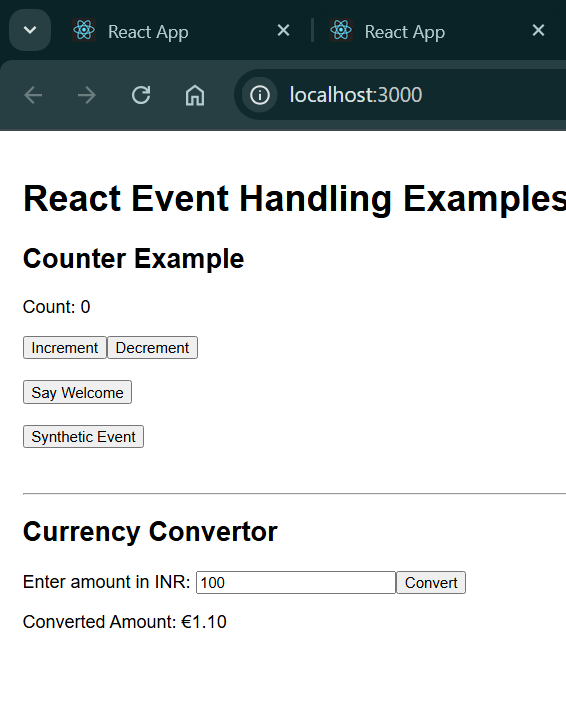 React App React App
localhost:3000
React Event Handling Examples
Counter Example
Count: 0
Increment Decrement
Say Welcome
Synthetic Event
Currency Convertor
Enter amount in INR: 100 Convert
Converted Amount: €1.10